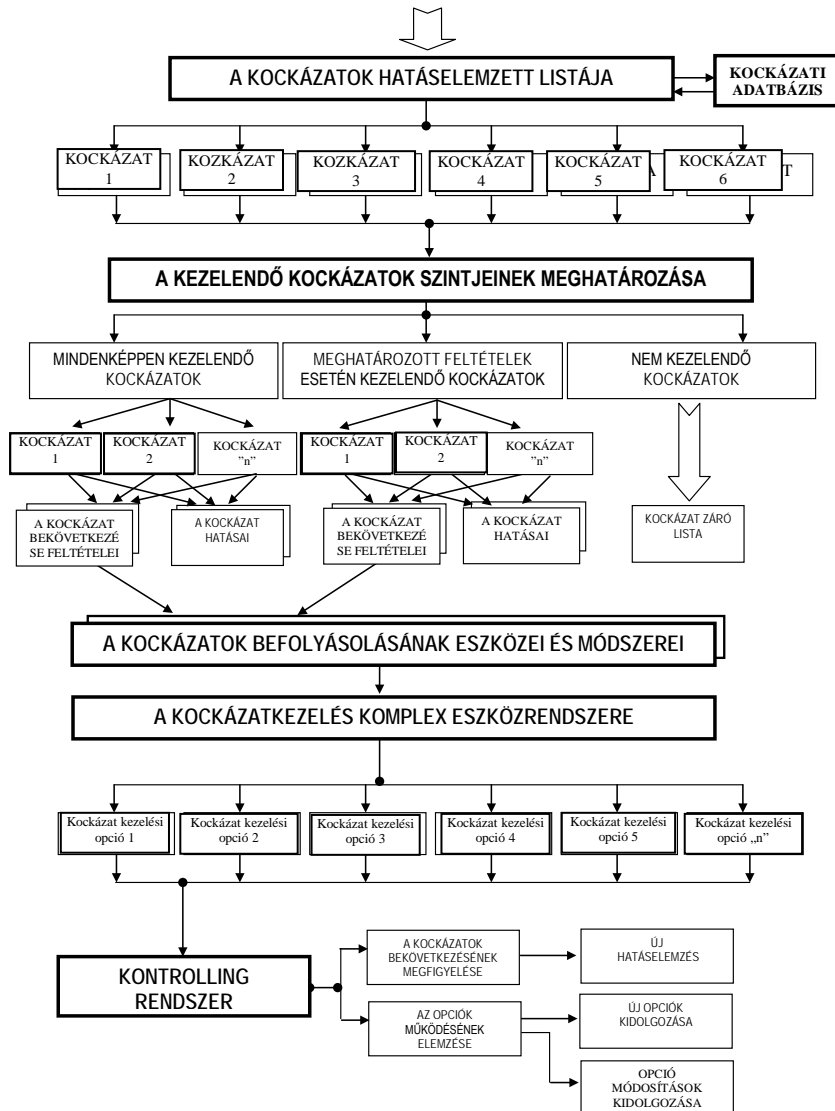 A KOCKÁZATOK HATÁSELEMZETT LISTÁJA
KOCKÁZATI
ADATBÁZIS
KOCKÁZAT
1
KOZKÁZAT
2
KOZKÁZAT
3
KOCKÁZAT
4
KOCKÁZAT
5
A
KOCKÁZAT
6
T
A KEZELENDŐ KOCKÁZATOK SZINTJEINEK MEGHATÁROZÁSA
MINDENKÉPPEN KEZELENDŐ
KOCKÁZATOK
MEGHATÁROZOTT FELTÉTELEK
ESETÉN KEZELENDŐ KOCKÁZATOK
NEM KEZELENDŐ
KOCKÁZATOK
KOCKÁZAT
1
KOCKÁZAT
2
KOCKÁZAT
”n”
KOCKÁZAT
1
KOCKÁZAT
2
KOCKÁZAT
”n”
A KOCKÁZAT
BEKÖVETKEZÉ
SE FELTÉTELEI
A KOCKÁZAT
HATÁSAI
A KOCKÁZAT
BEKÖVETKEZÉ
SE FELTÉTELEI
A KOCKÁZAT
HATÁSAI
KOCKÁZAT ZÁRÓ
LISTA
A KOCKÁZATOK BEFOLYÁSOLÁSÁNAK ESZKÖZEI ÉS MÓDSZEREI
A KOCKÁZATKEZELÉS KOMPLEX ESZKÖZRENDSZERE
Kockázat kezelési
opció 1
Kockázat kezelési
opció 2
Kockázat kezelési
opció 3
Kockázat kezelési
opció 4
Kockázat kezelési
opció 5
Kockázat kezelési
opció „n”
KONTROLLING
RENDSZER
A KOCKÁZATOK
BEKÖVETKEZÉSÉNEK
MEGFIGYELÉSE
ÚJ
HATÁSELEMZÉS
AZ OPCIÓK
MŰKÖDÉSÉNEK
ELEMZÉSE
ÚJ OPCIÓK
KIDOLGOZÁSA
OPCIÓ
MÓDOSÍTÁSOK
KIDOLGOZÁSA